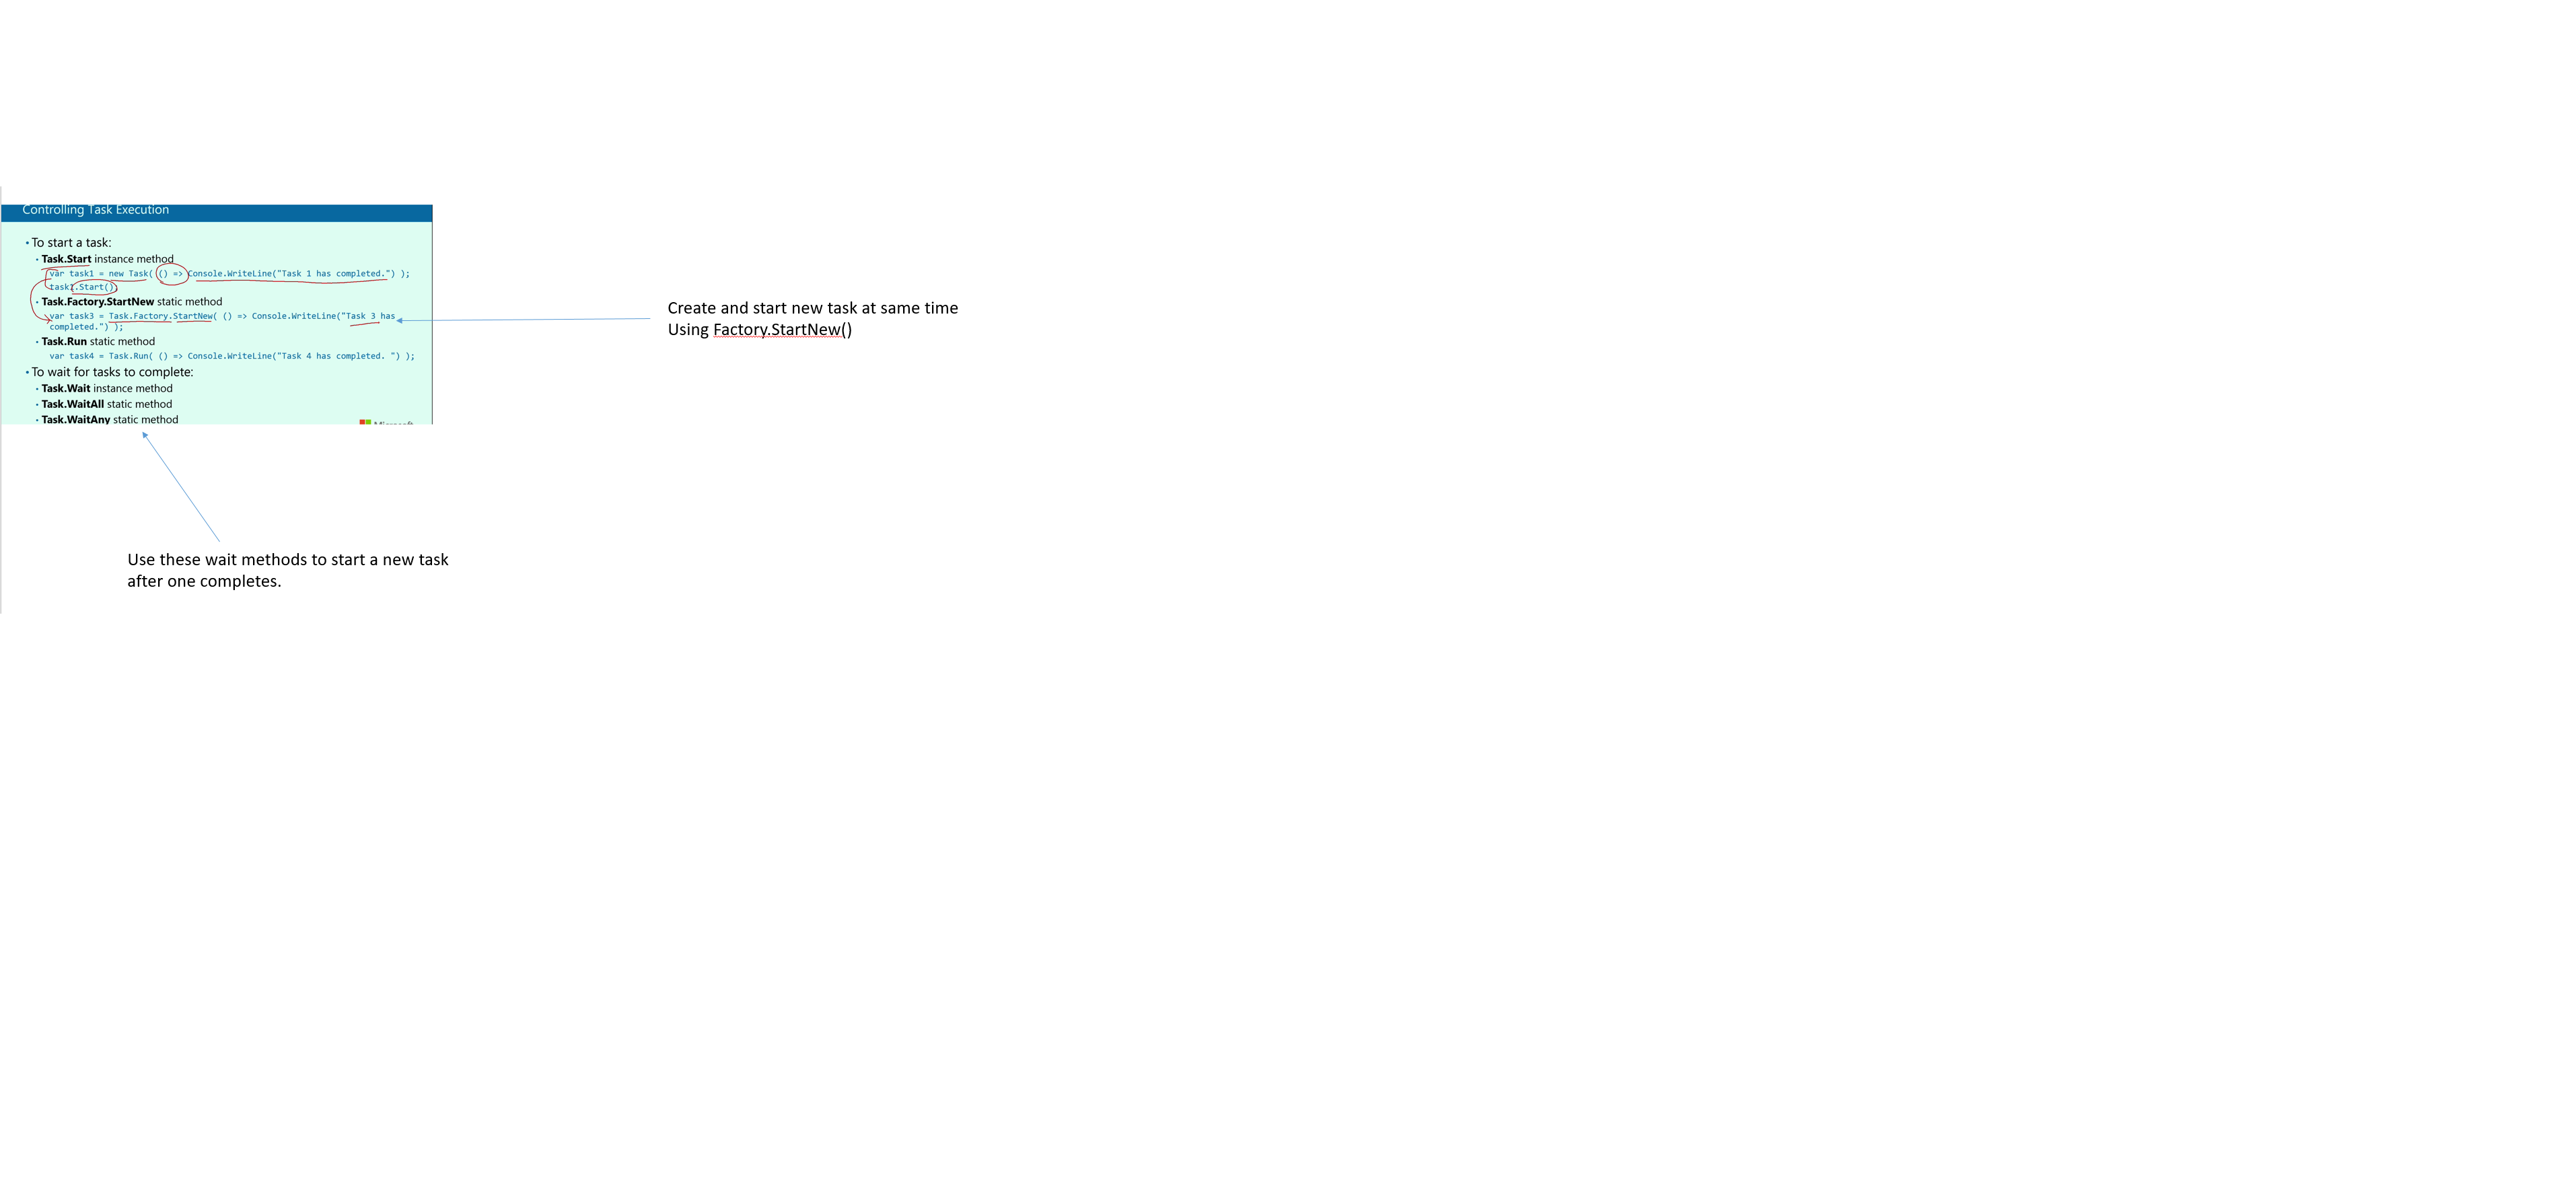 Controlling Task Execution
• To start a task:
• Task.Start instance method
var task1 = new Task( () => Console.WriteLine("Task 1 has completed.") );
task1.Start();
• Task.Factory.StartNew static method
var task3 = Task.Factory.StartNew( () => Console.WriteLine("Task 3 has
completed.") );
• Task.Run static method
var task4 = Task.Run( () => Console.WriteLine("Task 4 has completed. ") );
• To wait for tasks to complete:
• Task.Wait instance method
• Task.WaitAll static method
• Task.WaitAny static method
Microsoft
Create and start new task at same time
Using Factory.StartNew()
Use these wait methods to start a new task
after one completes.